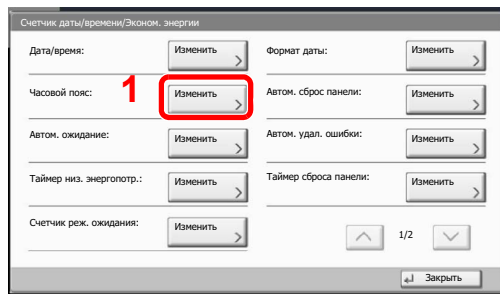 Счетчик даты/времени/Эконом. энергии
Дата/время: Изменить Формат даты: Изменить
Часовой пояс: 1 Изменить Автом. сброс панели: Изменить
Автом. ожидание: Изменить Автом. удал. ошибки: Изменить
Таймер низ. энергопотр.: Изменить Таймер сброса панели: Изменить
Счетчик реж. ожидания: Изменить 1/2
Закрыть